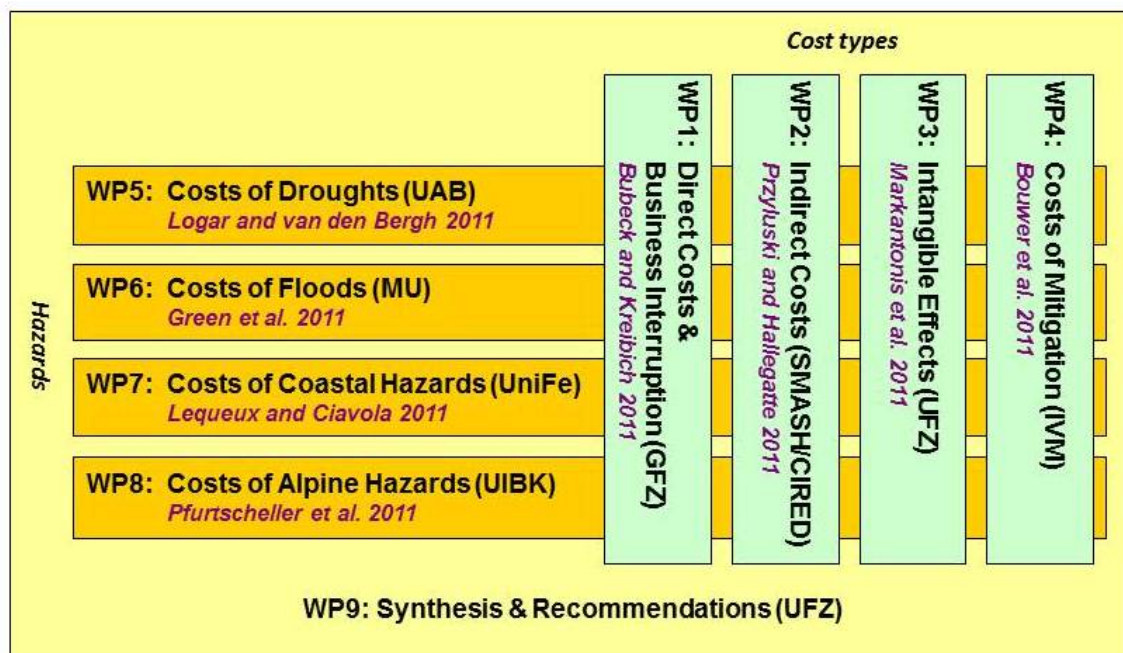 Cost types
WP1: Direct Costs &
Business Interruption (GFZ)
Bubeck and Kreibich 2011
WP2: Indirect Costs (SMASH/CIRED)
Przyluski and Hallegatte 2011
WP3: Intangible Effects (UFZ)
Markantonis et al. 2011
WP4: Costs of Mitigation (IVM)
Bouwer et al. 2011
Hazards
WP5: Costs of Droughts (UAB)
Logar and van den Bergh 2011
WP6: Costs of Floods (MU)
Green et al. 2011
WP7: Costs of Coastal Hazards (UniFe)
Lequeux and Ciavola 2011
WP8: Costs of Alpine Hazards (UIBK)
Pfurtscheller et al. 2011
WP9: Synthesis & Recommendations (UFZ)